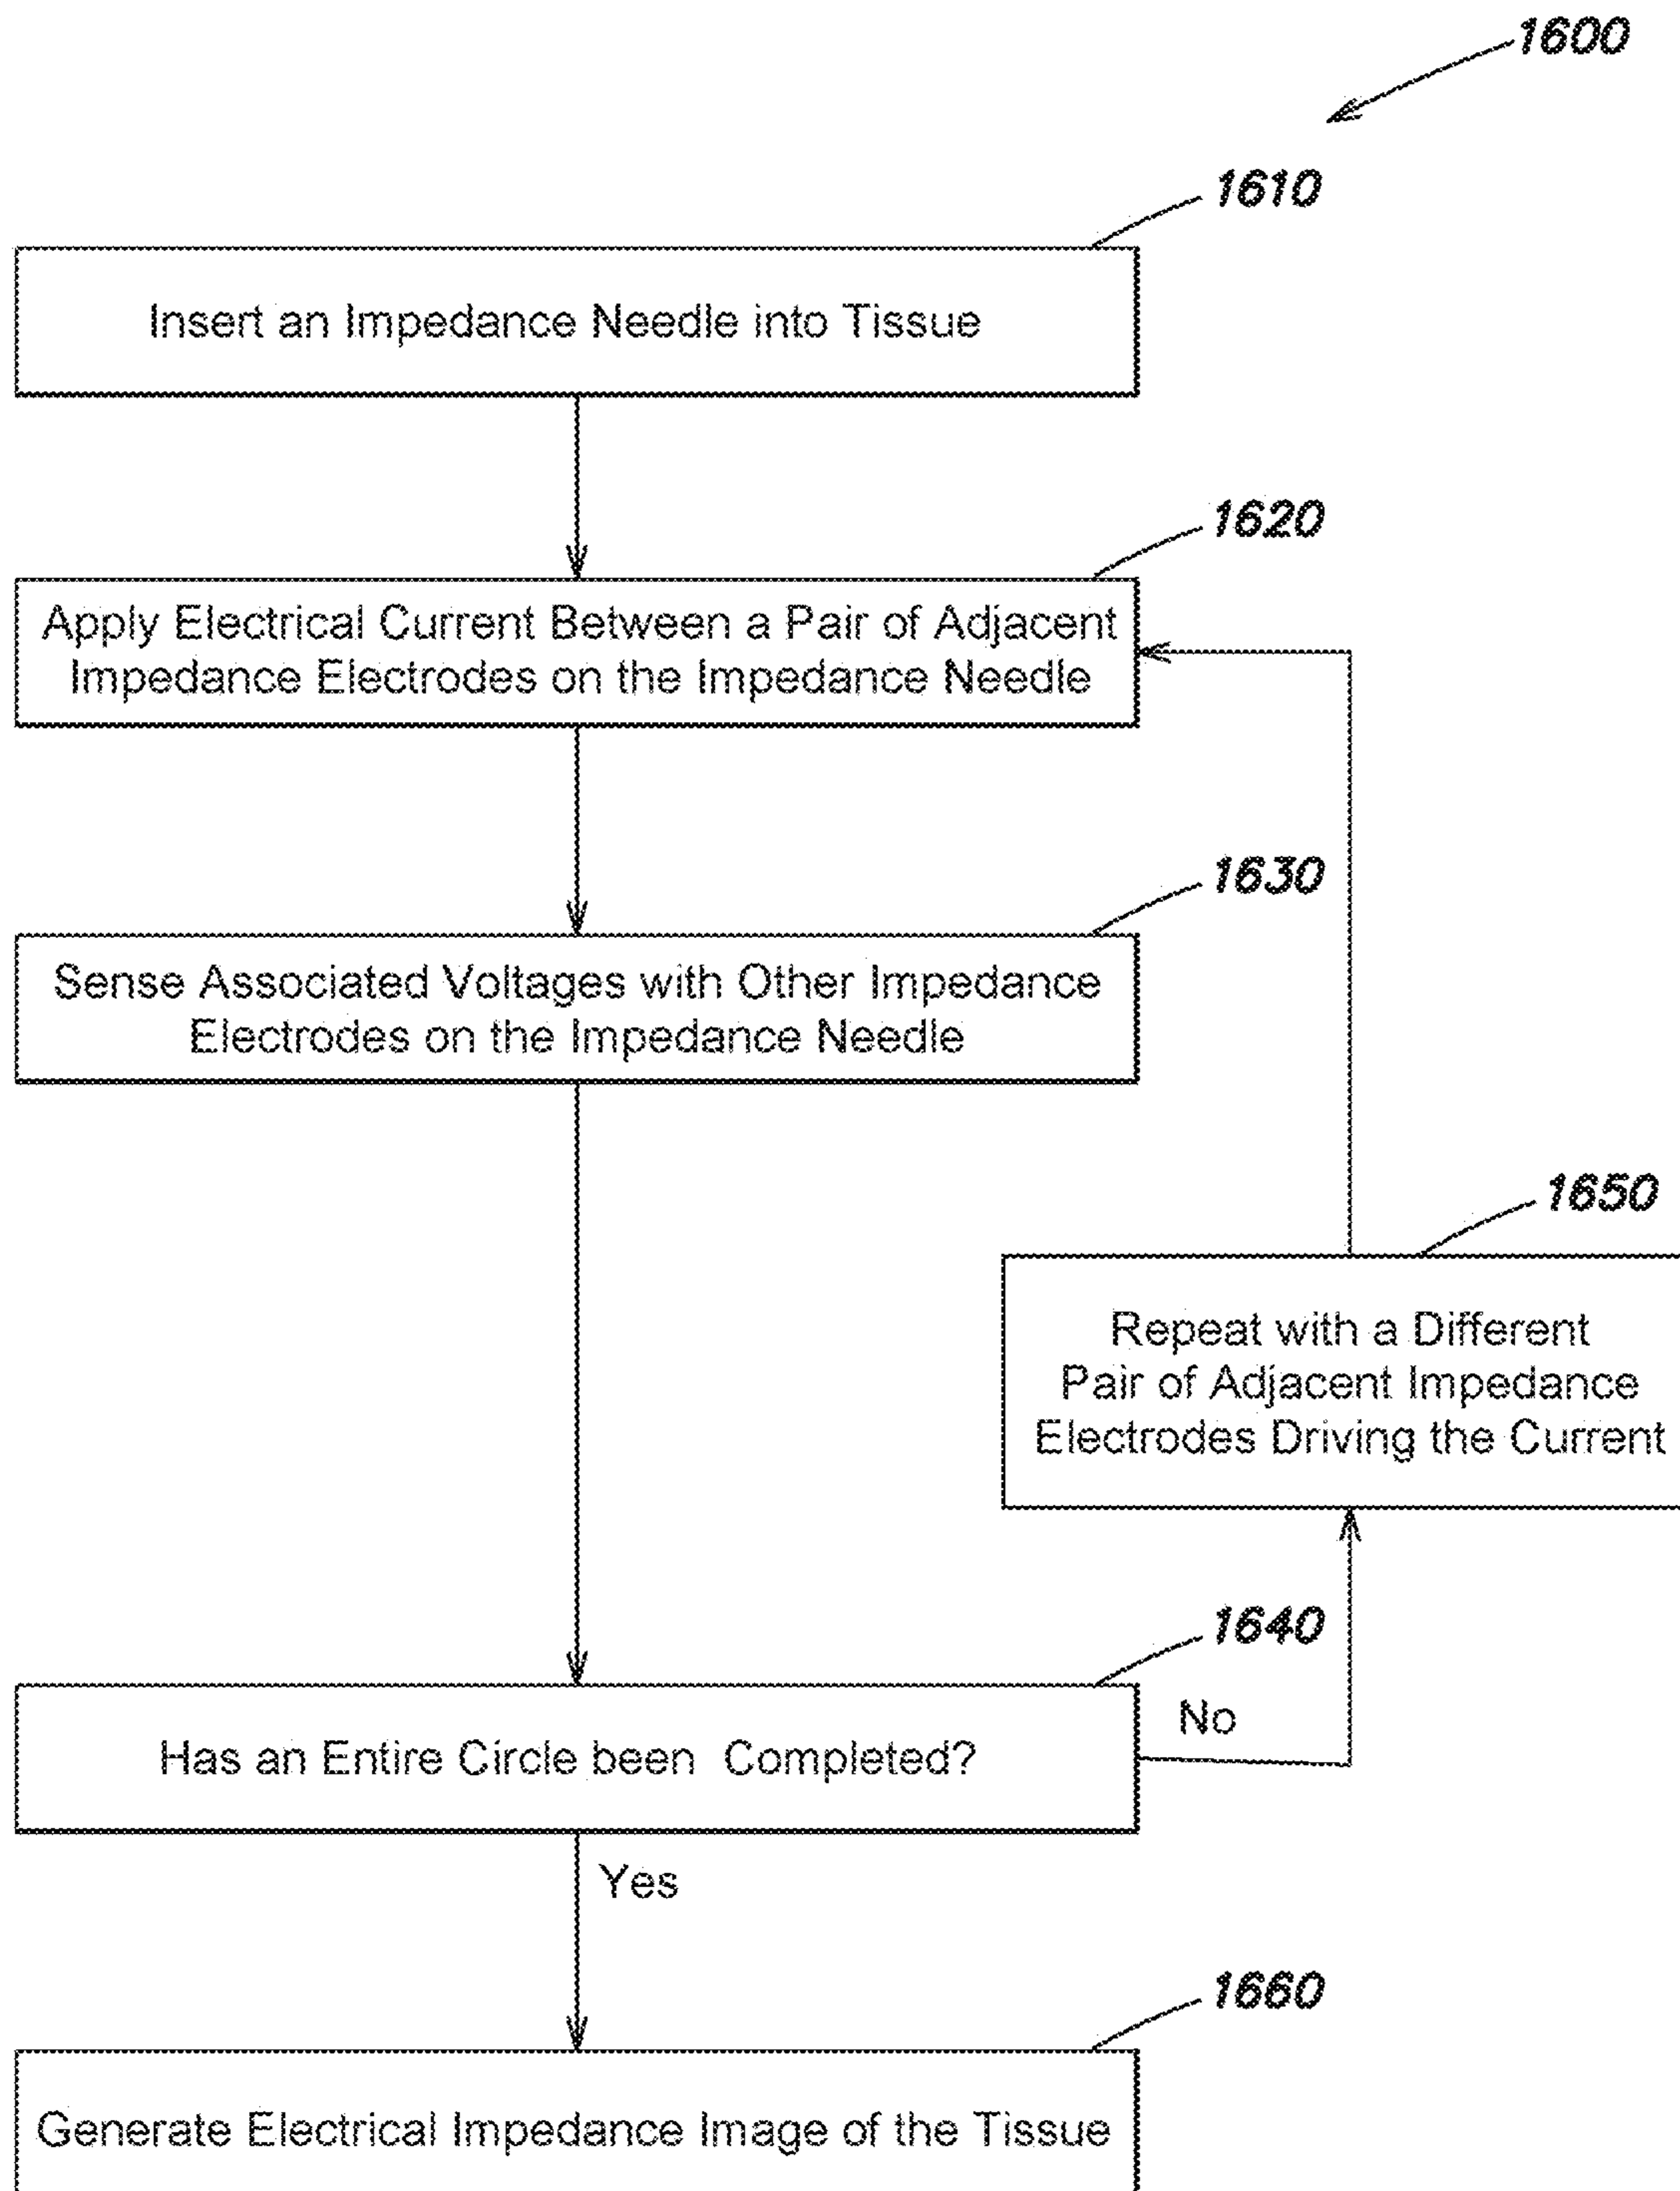 1600
1610
Insert an Impedance Needle into Tissue
1620
Apply Electrical Current Between a Pair of Adjacent
Impedance Electrodes on the Impedance Needle
1630
Sense Associated Voltages with Other Impedance
Electrodes on the Impedance Needle
1650
Repeat with a Different
Pair of Adjacent Impedance
Electrodes Driving the Current
1640
Has an Entire Circle been Completed?
No
Yes
1660
Generate Electrical Impedance Image of the Tissue